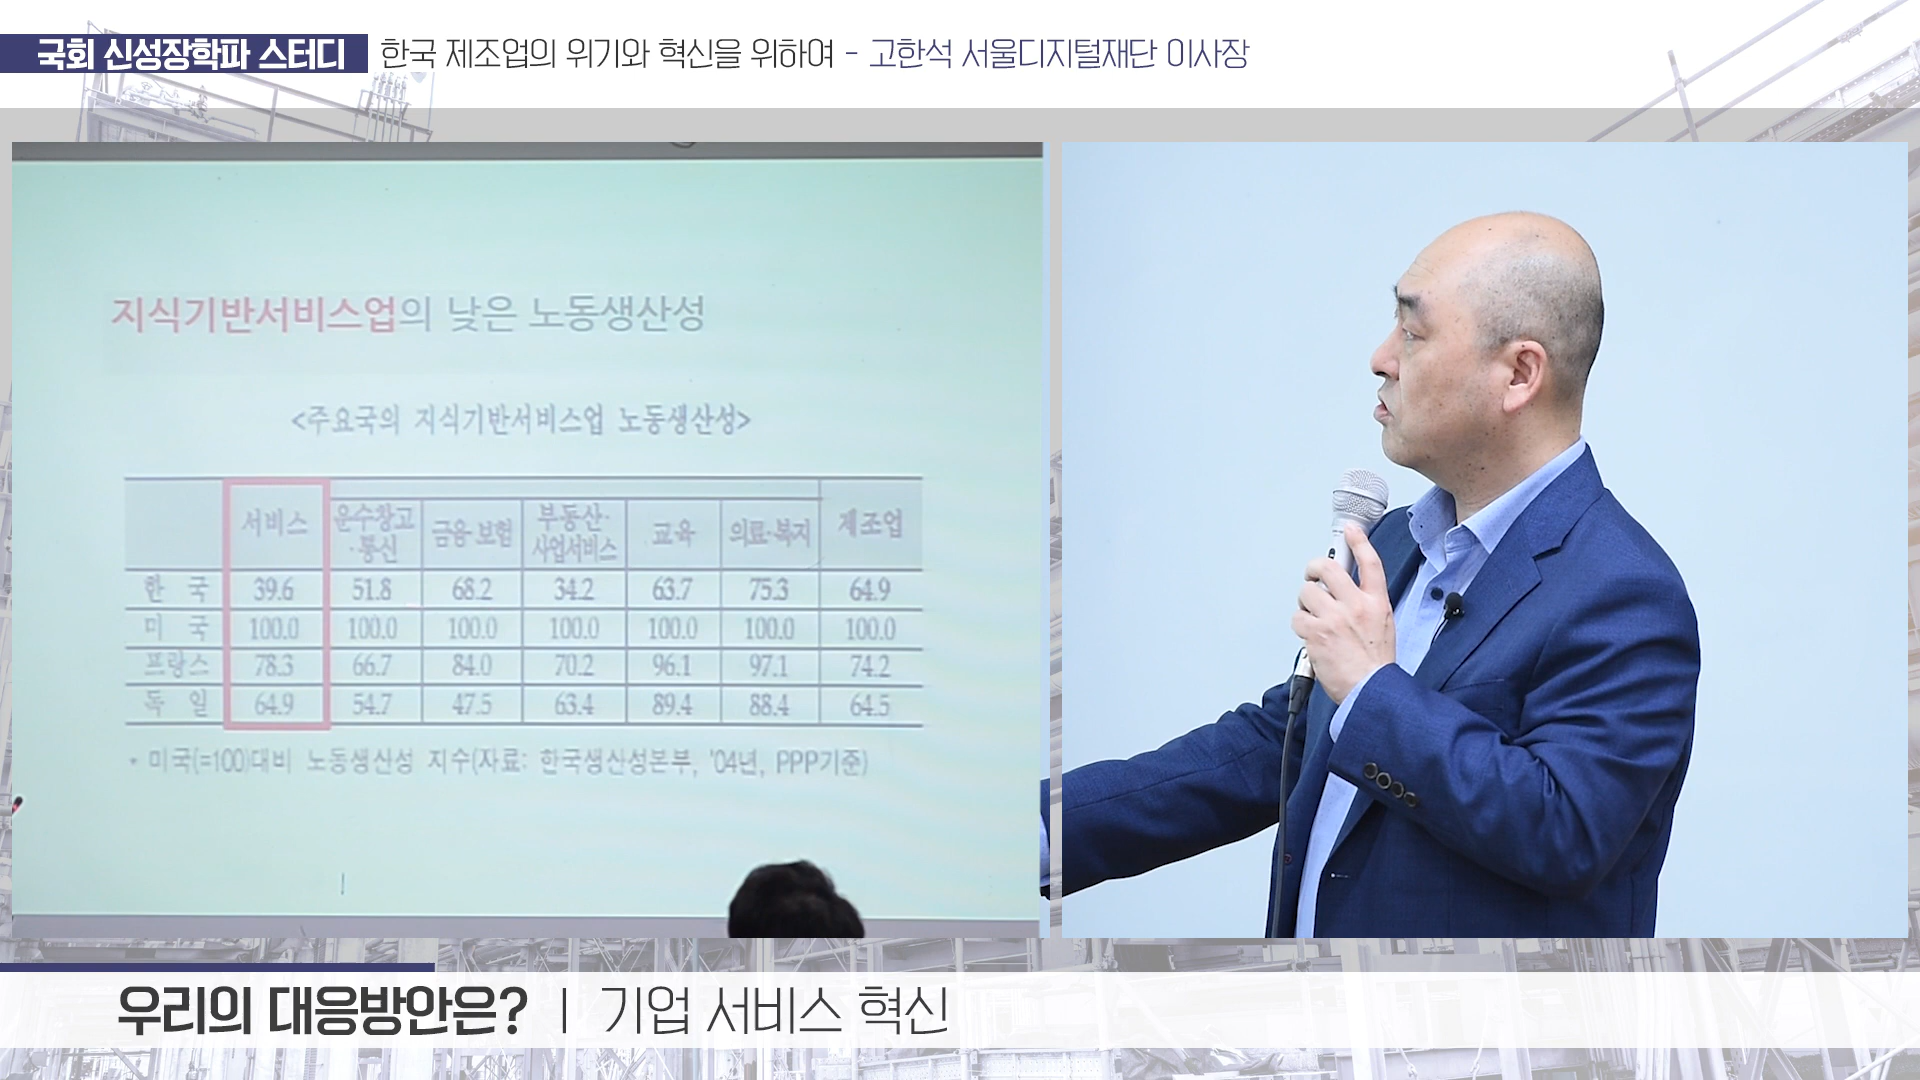 국회 신성장학파 스터디 한국 제조업의 위기와 혁신을 위하여 - 고한석 서울디지털재단 이사장
지식기반서비스업의 낮은 노동생산성
<주요국의 지식기반서비스업 노동생산성>
서비스 운수창고·통신 금융·보험 부동산·사업서비스 교육 의료·복지 제조업
한 국 39.6 51.8 68.2 34.2 63.7 75.3 64.9
미 국 100.0 100.0 100.0 100.0 100.0 100.0 100.0
프랑스 78.3 66.7 84.0 70.2 96.1 97.1 74.2
독 일 64.9 54.7 47.5 63.4 89.4 88.4 64.5
* 미국(=100)대비 노동생산성 지수(자료: 한국생산성본부, '04년, PPP기준)
우리의 대응방안은? | 기업 서비스 혁신